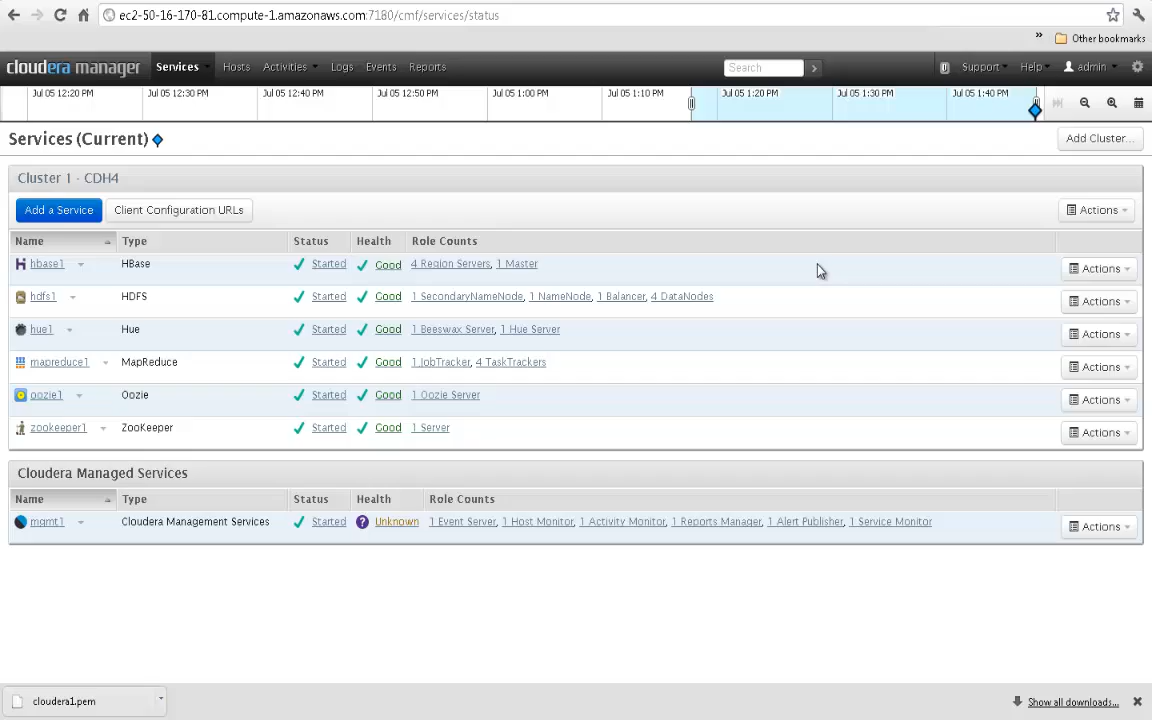 ec2-50-16-170-81.compute-1.amazonaws.com:7180/cmf/services/status
» Other bookmarks
cloudera manager Services Hosts Activities Logs Events Reports Search 0 Support Help admin
Jul 05 12:20 PM Jul 05 12:30 PM Jul 05 12:40 PM Jul 05 12:50 PM Jul 05 1:00 PM Jul 05 1:10 PM Jul 05 1:20 PM Jul 05 1:30 PM Jul 05 1:40 PM
Services (Current) Add Cluster...
Cluster 1 - CDH4
Add a Service Client Configuration URLs Actions
Name Type Status Health Role Counts
hbase1 HBase Started Good 4 Region Servers, 1 Master Actions
hdfs1 HDFS Started Good 1 SecondaryNameNode, 1 NameNode, 1 Balancer, 4 DataNodes Actions
hue1 Hue Started Good 1 Beeswax Server, 1 Hue Server Actions
mapreduce1 MapReduce Started Good 1 JobTracker, 4 TaskTrackers Actions
oozie1 Oozie Started Good 1 Oozie Server Actions
zookeeper1 ZooKeeper Started Good 1 Server Actions
Cloudera Managed Services
Name Type Status Health Role Counts
mgmt1 Cloudera Management Services Started ? Unknown 1 Event Server, 1 Host Monitor, 1 Activity Monitor, 1 Reports Manager, 1 Alert Publisher, 1 Service Monitor Actions
cloudera1.pem Show all downloads...